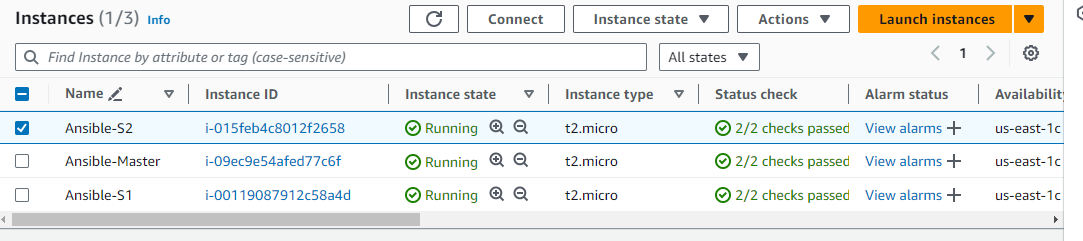 Instances (1/3) Info Connect Instance state Actions Launch instances
Find Instance by attribute or tag (case-sensitive) All states 1
Name Instance ID Instance state Instance type Status check Alarm status Availability
Ansible-S2 i-015feb4c8012f2658 Running t2.micro 2/2 checks passed View alarms us-east-1c
Ansible-Master i-09ec9e54afed77c6f Running t2.micro 2/2 checks passed View alarms us-east-1c
Ansible-S1 i-00119087912c58a4d Running t2.micro 2/2 checks passed View alarms us-east-1c